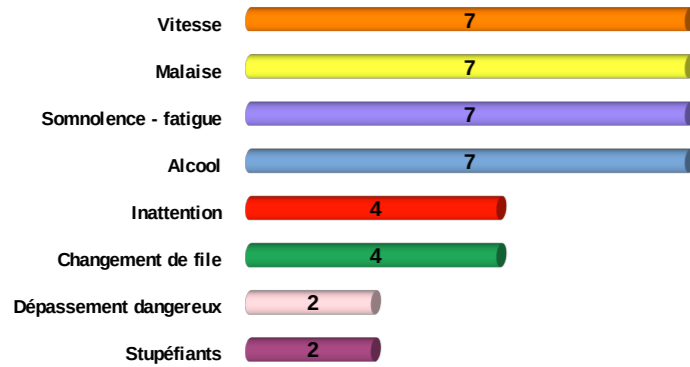 Vitesse 7
Malaise 7
Somnolence - fatigue 7
Alcool 7
Inattention 4
Changement de file 4
Dépassement dangereux 2
Stupéfiants 2